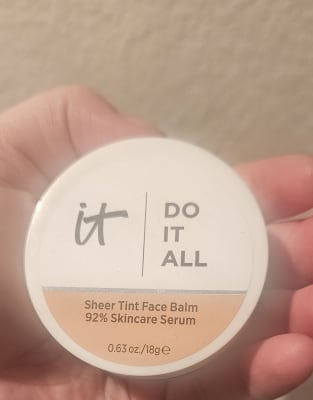 it
DO
IT
ALL
Sheer Tint Face Balm
92% Skincare Serum
0.63 oz./18g℮